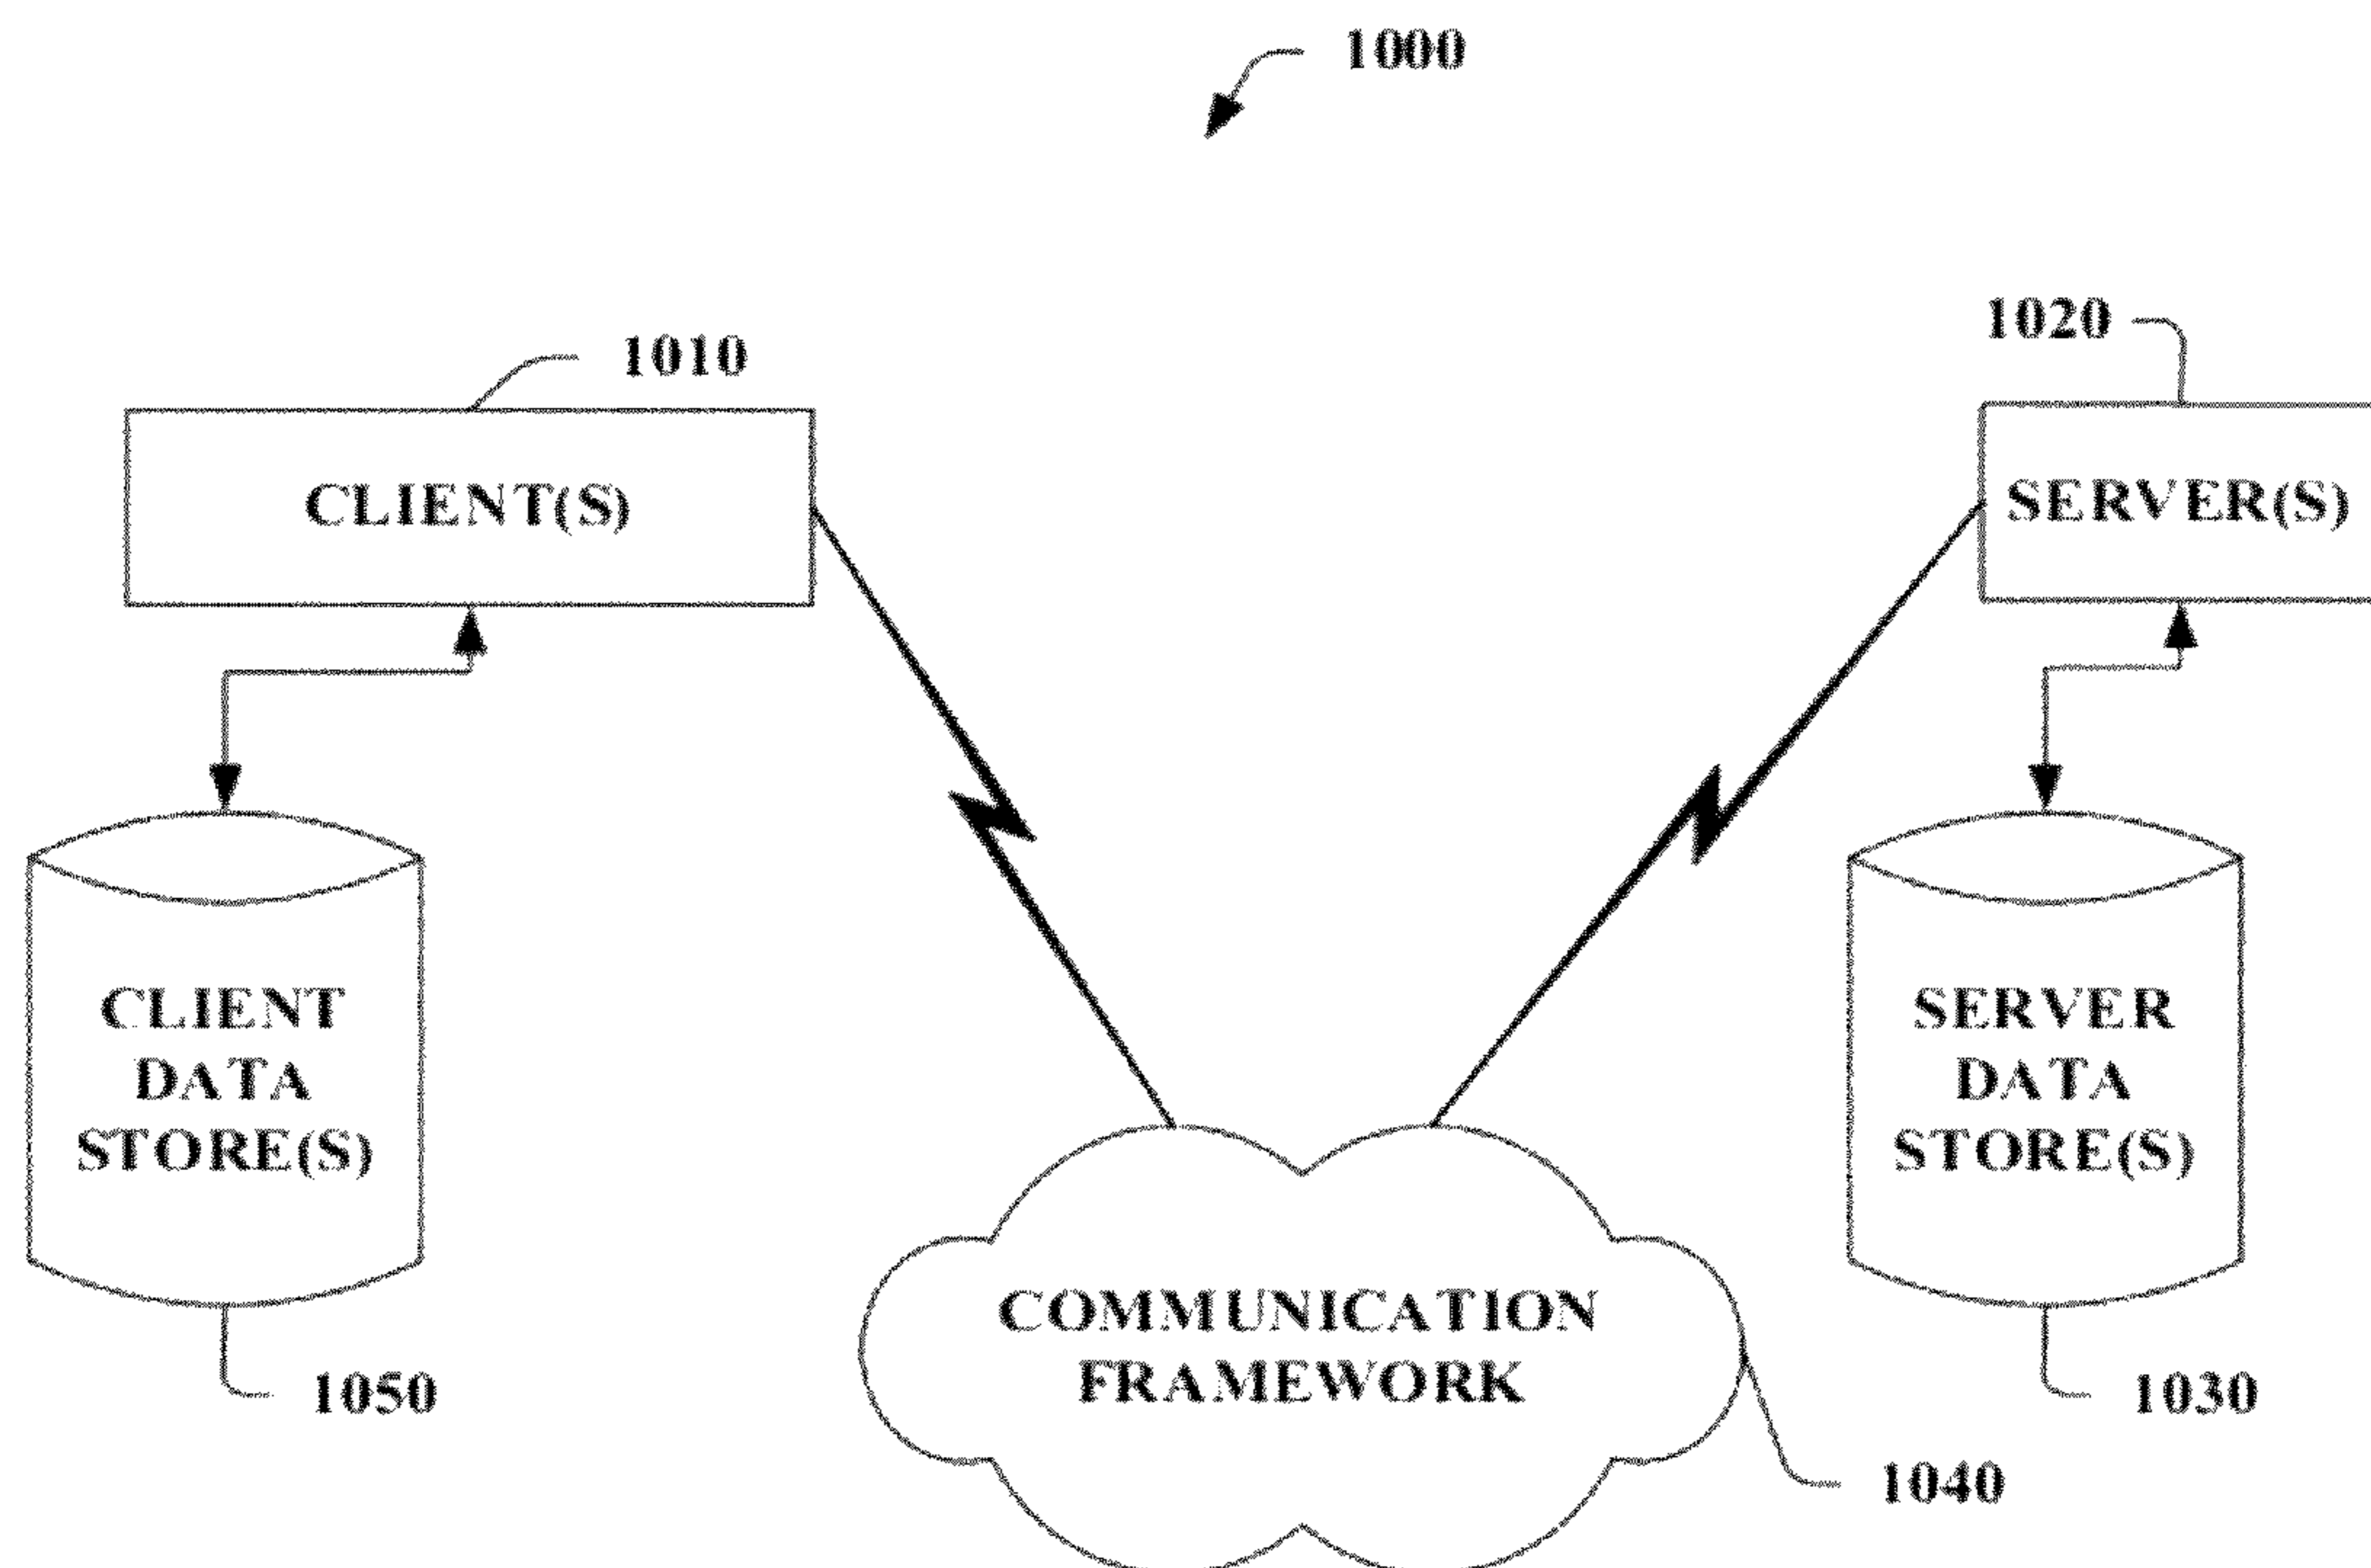 1000
1010
1020
CLIENT(S)
SERVER(S)
CLIENT
DATA
STORE(S)
SERVER
DATA
STORE(S)
COMMUNICATION
FRAMEWORK
1050
1030
1040